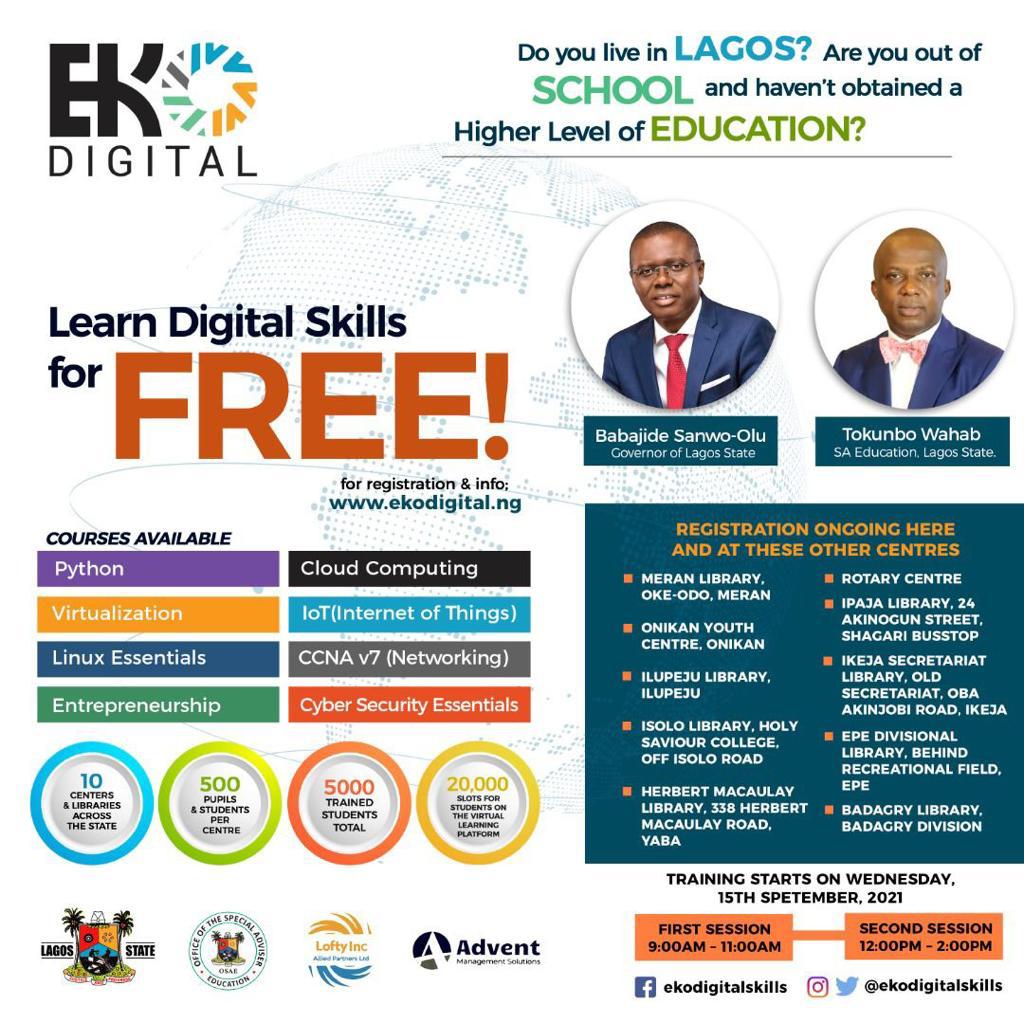 EKO
DIGITAL
Do you live in LAGOS? Are you out of
SCHOOL and haven't obtained a
Higher Level of EDUCATION?
Learn Digital Skills
for FREE!
for registration & info;
www.ekodigital.ng
Babajide Sanwo-Olu
Governor of Lagos State
Tokunbo Wahab
SA Education, Lagos State.
COURSES AVAILABLE
Python
Cloud Computing
Virtualization
IoT(Internet of Things)
Linux Essentials
CCNA v7 (Networking)
Entrepreneurship
Cyber Security Essentials
10
CENTERS
& LIBRARIES
ACROSS
THE STATE
500
PUPILS
& STUDENTS
PER
CENTRE
5000
TRAINED
STUDENTS
TOTAL
20,000
SLOTS FOR
STUDENTS ON
THE VIRTUAL
LEARNING
PLATFORM
REGISTRATION ONGOING HERE
AND AT THESE OTHER CENTRES
MERAN LIBRARY,
OKE-ODO, MERAN
ONIKAN YOUTH
CENTRE, ONIKAN
ILUPEJU LIBRARY,
ILUPEJU
ISOLO LIBRARY, HOLY
SAVIOUR COLLEGE,
OFF ISOLO ROAD
HERBERT MACAULAY
LIBRARY, 338 HERBERT
MACAULAY ROAD,
YABA
ROTARY CENTRE
IPAJA LIBRARY, 24
AKINOGUN STREET,
SHAGARI BUSSTOP
IKEJA SECRETARIAT
LIBRARY, OLD
SECRETARIAT, OBA
AKINJOBI ROAD, IKEJA
EPE DIVISIONAL
LIBRARY, BEHIND
RECREATIONAL FIELD,
EPE
BADAGRY LIBRARY,
BADAGRY DIVISION
TRAINING STARTS ON WEDNESDAY,
15TH SPETEMBER, 2021
FIRST SESSION
9:00AM – 11:00AM
SECOND SESSION
12:00PM – 2:00PM
LAGOS STATE
OFFICE OF THE SPECIAL ADVISER
OSAE
EDUCATION
Lofty Inc
Allied Partners Ltd
Advent
Management Solutions
ekodigitalskills
@ekodigitalskills